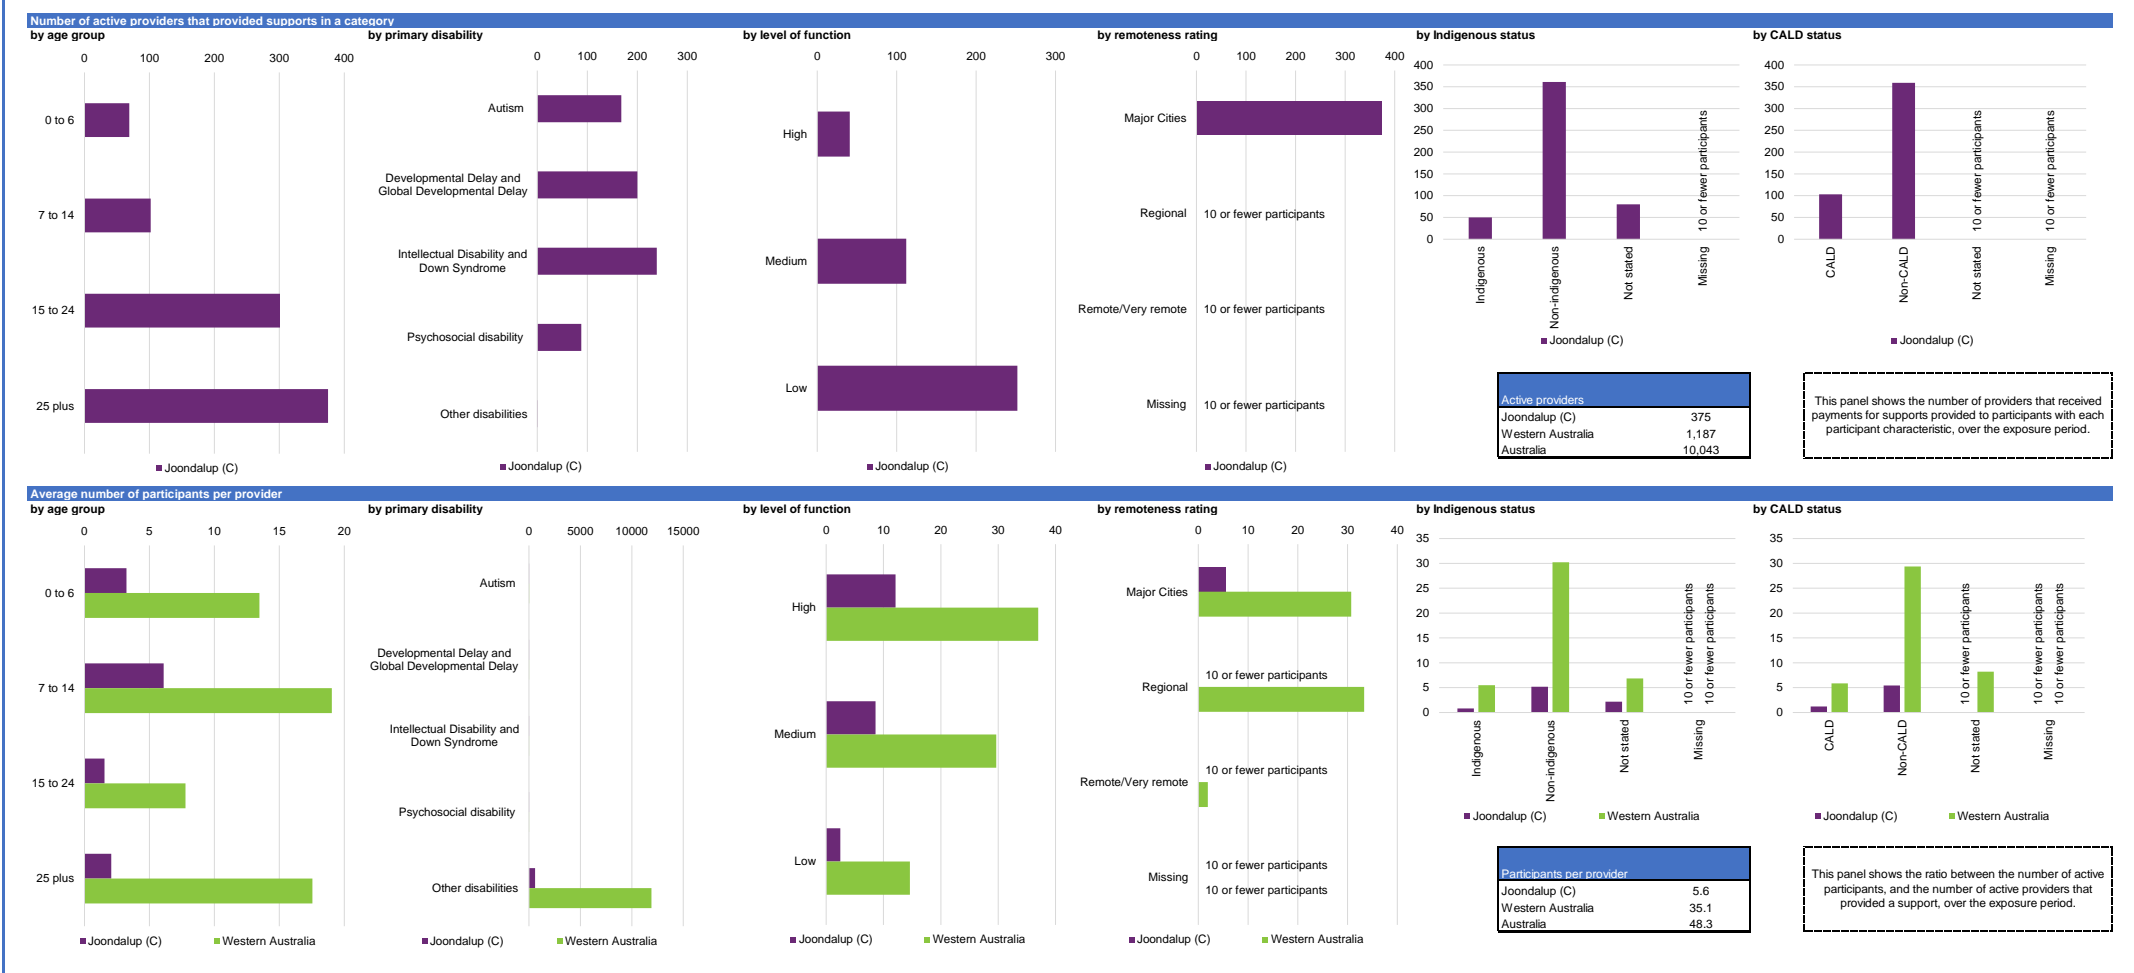 Number of active providers that provided supports in a category
by age group
0 100 200 300 400
0 to 6
7 to 14
15 to 24
25 plus
Joondalup (C)
by primary disability
0 100 200 300
Autism
Developmental Delay and
Global Developmental Delay
Intellectual Disability and
Down Syndrome
Psychosocial disability
Other disabilities
Joondalup (C)
by level of function
0 100 200 300
High
Medium
Low
Joondalup (C)
by remoteness rating
0 100 200 300 400
Major Cities
Regional 10 or fewer participants
Remote/Very remote 10 or fewer participants
Missing 10 or fewer participants
Joondalup (C)
by Indigenous status
400
350
300
250
200
150
100
50
0
10 or fewer participants
Indigenous
Non-indigenous
Not stated
Missing
Joondalup (C)
by CALD status
400
350
300
250
200
150
100
50
0
10 or fewer participants
10 or fewer participants
CALD
Non-CALD
Not stated
Missing
Joondalup (C)
Active providers
Joondalup (C) 375
Western Australia 1,187
Australia 10,043
This panel shows the number of providers that received
payments for supports provided to participants with each
participant characteristic, over the exposure period.
Average number of participants per provider
by age group
0 5 10 15 20
0 to 6
7 to 14
15 to 24
25 plus
Joondalup (C) Western Australia
by primary disability
0 5000 10000 15000
Autism
Developmental Delay and
Global Developmental Delay
Intellectual Disability and
Down Syndrome
Psychosocial disability
Other disabilities
Joondalup (C) Western Australia
by level of function
0 10 20 30 40
High
Medium
Low
Joondalup (C) Western Australia
by remoteness rating
0 10 20 30 40
Major Cities
10 or fewer participants
Regional
10 or fewer participants
Remote/Very remote
10 or fewer participants
Missing
10 or fewer participants
Joondalup (C) Western Australia
by Indigenous status
35
30
25
20
15
10
5
0
10 or fewer participants
10 or fewer participants
Indigenous
Non-indigenous
Not stated
Missing
Joondalup (C) Western Australia
by CALD status
35
30
25
20
15
10
5
0
10 or fewer participants
10 or fewer participants
10 or fewer participants
CALD
Non-CALD
Not stated
Missing
Joondalup (C) Western Australia
Participants per provider
Joondalup (C) 5.6
Western Australia 35.1
Australia 48.3
This panel shows the ratio between the number of active
participants, and the number of active providers that
provided a support, over the exposure period.